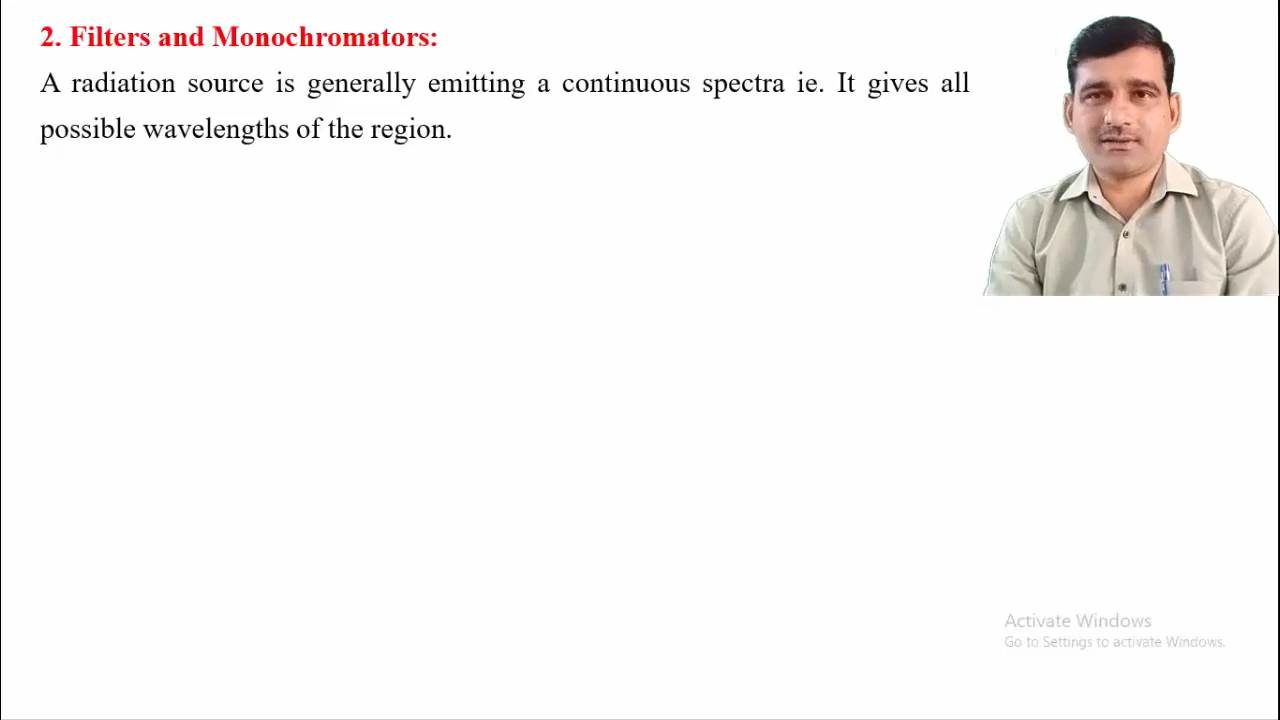 2. Filters and Monochromators:
A radiation source is generally emitting a continuous spectra ie. It gives all
possible wavelengths of the region.
Activate Windows
Go to Settings to activate Windows.